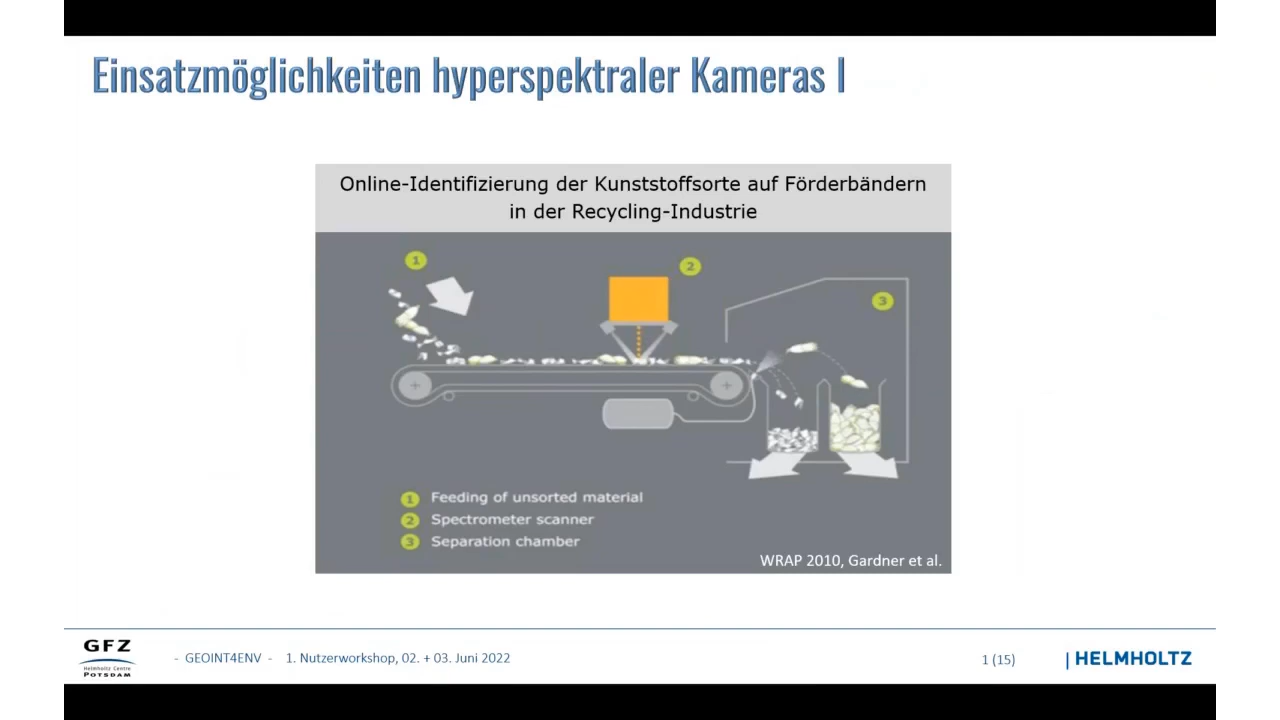 Einsatzmöglichkeiten hyperspektraler Kameras I
Online-Identifizierung der Kunststoffsorte auf Förderbändern
in der Recycling-Industrie
1
2
3
1 Feeding of unsorted material
2 Spectrometer scanner
3 Separation chamber
WRAP 2010, Gardner et al.
GFZ
Helmholtz Centre
POTSDAM
- GEOINT4ENV - 1. Nutzerworkshop, 02. + 03. Juni 2022
1 (15)
HELMHOLTZ